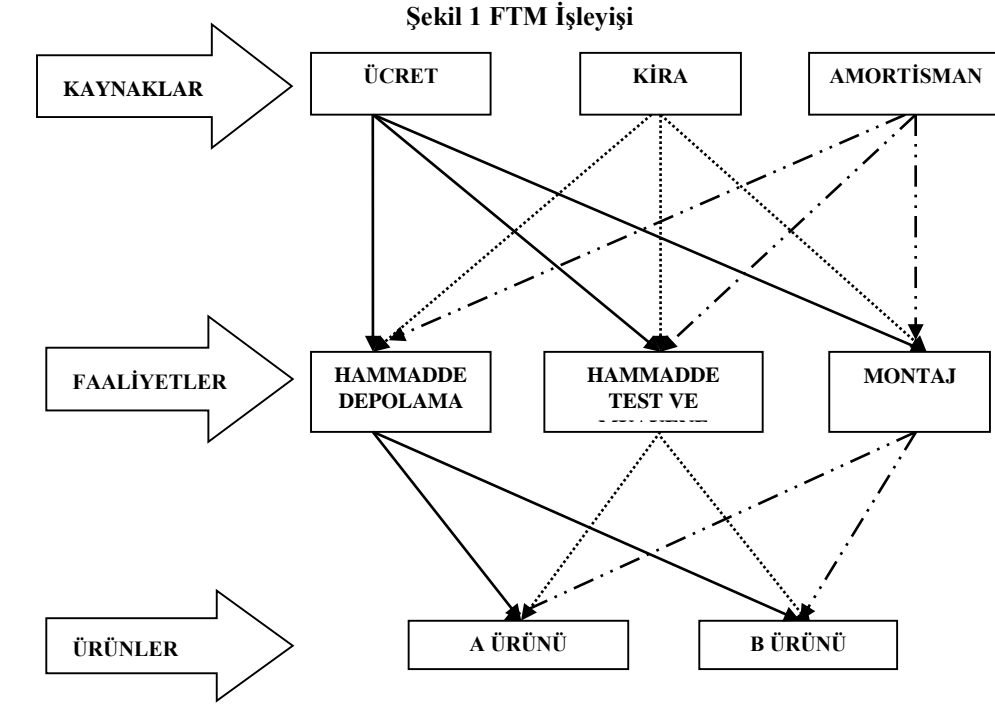 Şekil 1 FTM İşleyişi
KAYNAKLAR
ÜCRET
KİRA
AMORTİSMAN
FAALİYETLER
HAMMADDE
DEPOLAMA
HAMMADDE
TEST VE
MONTAJ
ÜRÜNLER
A ÜRÜNÜ
B ÜRÜNÜ